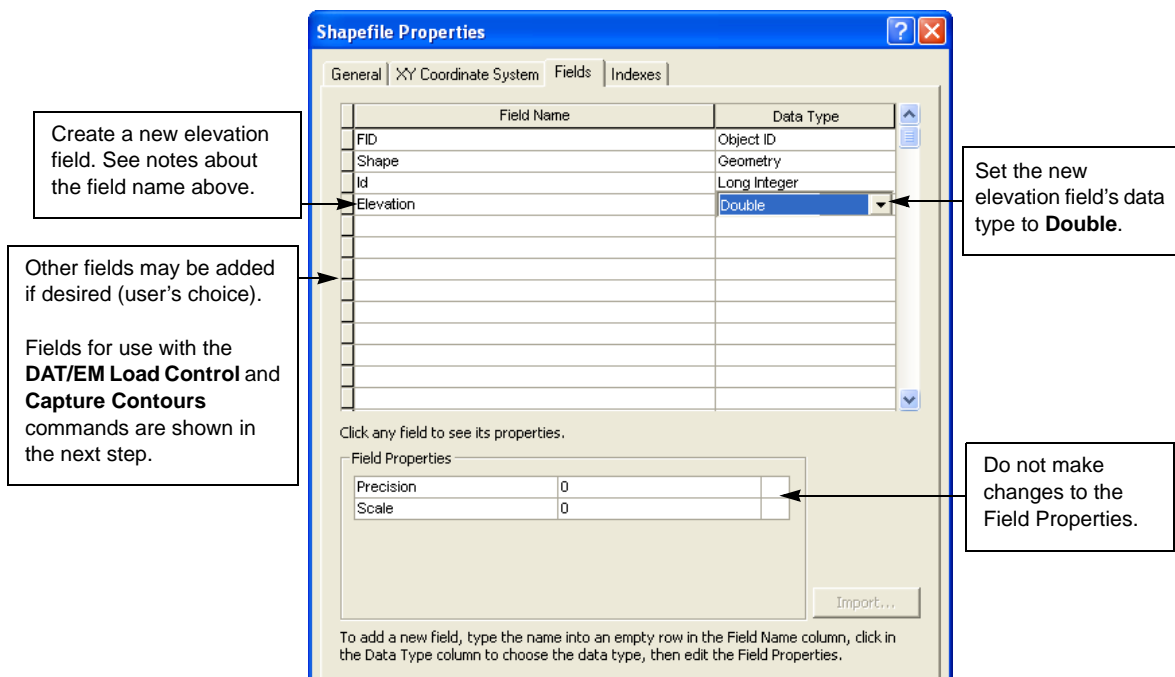 Shapefile Properties
General XY Coordinate System Fields Indexes
Field Name Data Type
FID Object ID
Shape Geometry
Id Long Integer
Elevation Double
Click any field to see its properties.
Field Properties
Precision 0
Scale 0
Import...
To add a new field, type the name into an empty row in the Field Name column, click in
the Data Type column to choose the data type, then edit the Field Properties.
Create a new elevation
field. See notes about
the field name above.
Other fields may be added
if desired (user's choice).
Fields for use with the
DAT/EM Load Control and
Capture Contours
commands are shown in
the next step.
Set the new
elevation field's data
type to Double.
Do not make
changes to the
Field Properties.